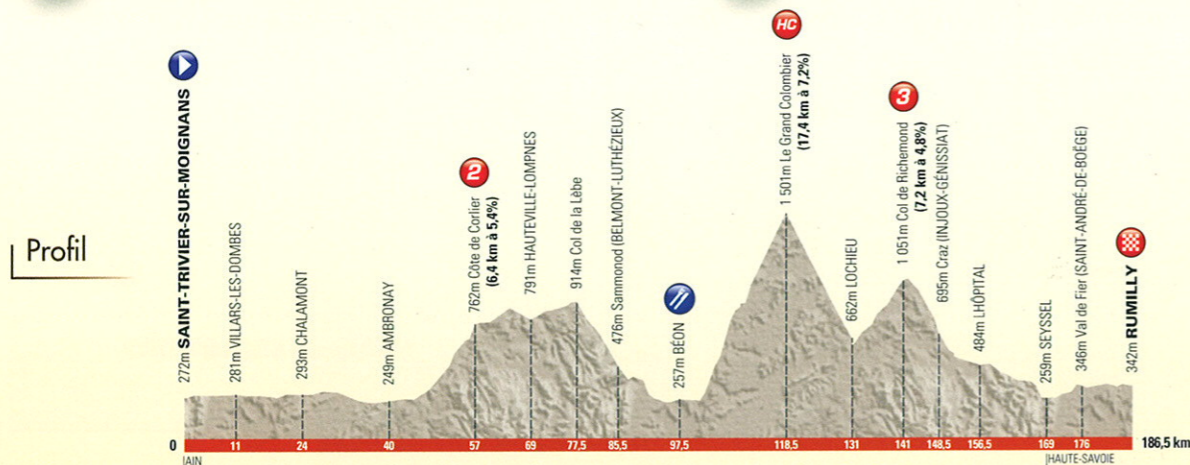 Profil
272m SAINT-TRIVIER-SUR-MOIGNANS
281m VILLARS-LES-DOMBES
293m CHALAMONT
249m AMBRONAY
2
762m Côte de Corlier
(6,4 km à 5,4%)
791m HAUTEVILLE-LOMPNES
914m Col de la Lèbe
476m Sammonod (BELMONT-LUTHÉZIEUX)
257m BÉON
HC
1 501m Le Grand Colombier
(17,4 km à 7,2%)
662m LOCHIEU
3
1 051m Col de Richemond
(7,2 km à 4,8%)
695m Craz (INJOUX-GÉNISSIAT)
484m LHÔPITAL
259m SEYSSEL
346m Val de Fier (SAINT-ANDRÉ-DE-BOËGE)
342m RUMILLY
0 11 24 40 57 69 77,5 85,5 97,5 118,5 131 141 148,5 156,5 169 176 186,5 km
|AIN |HAUTE-SAVOIE